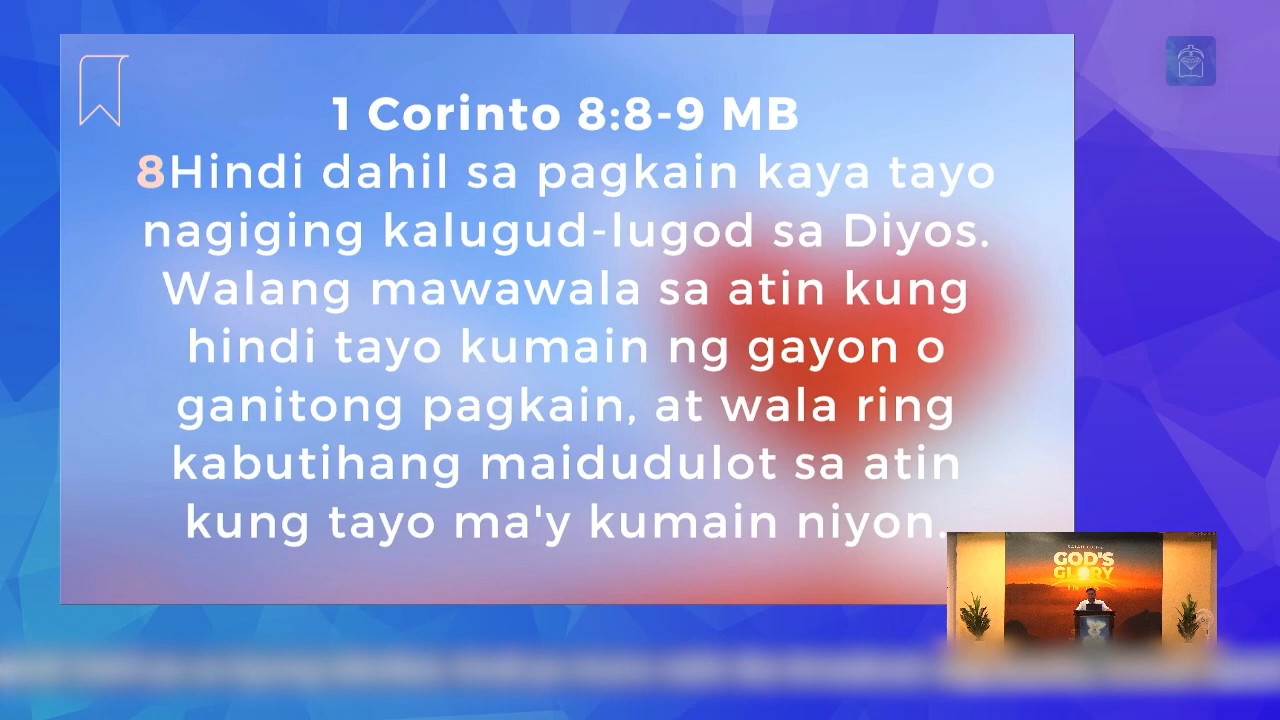 1 Corinto 8:8-9 MB
8Hindi dahil sa pagkain kaya tayo
nagiging kalugud-lugod sa Diyos.
Walang mawawala sa atin kung
hindi tayo kumain ng gayon o
ganitong pagkain, at wala ring
kabutihang maidudulot sa atin
kung tayo ma'y kumain niyon.
GOD'S
GLORY